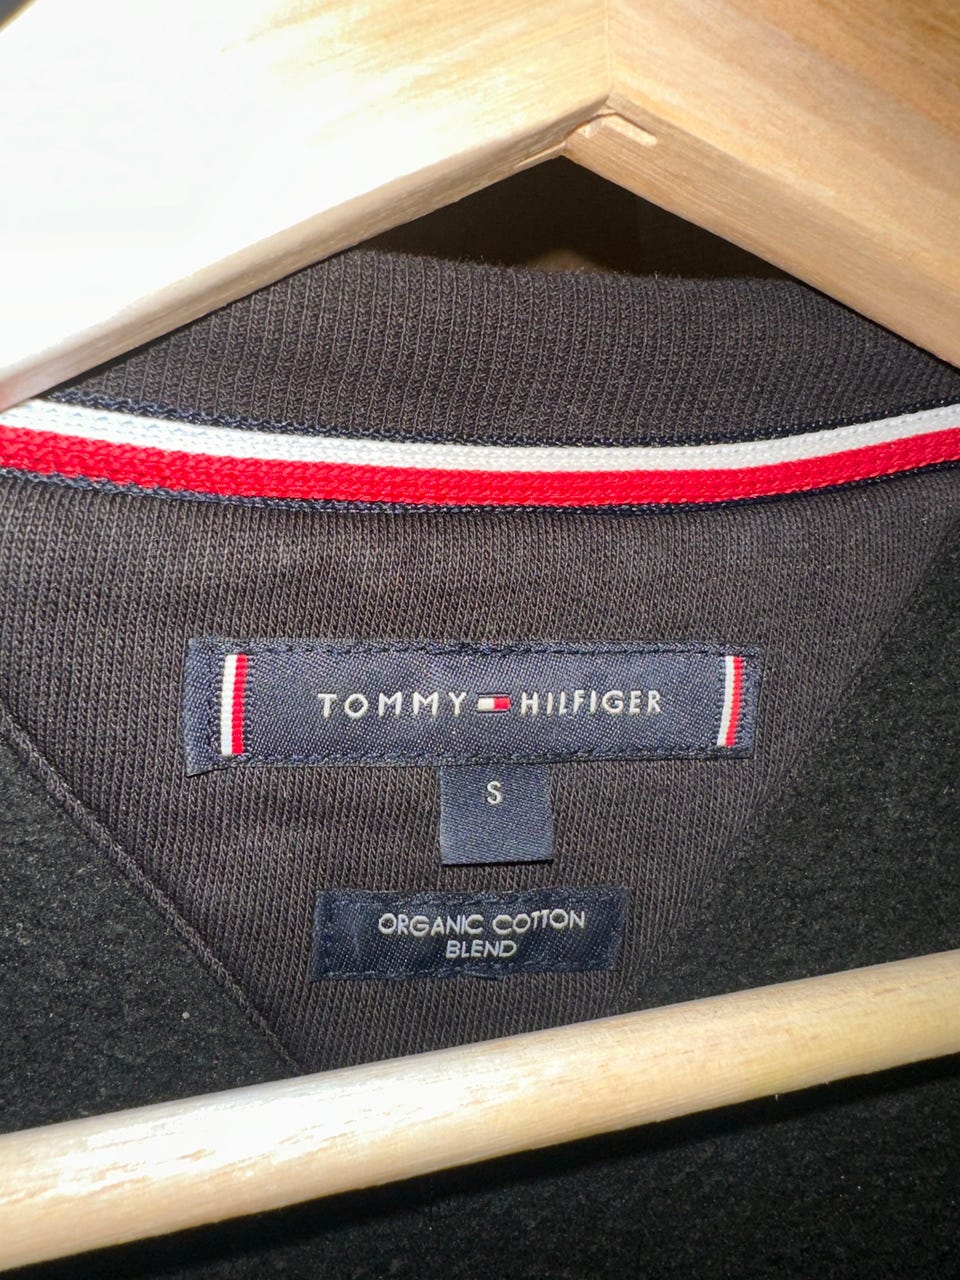 TOMMY HILFIGER
S
ORGANIC COTTON
BLEND